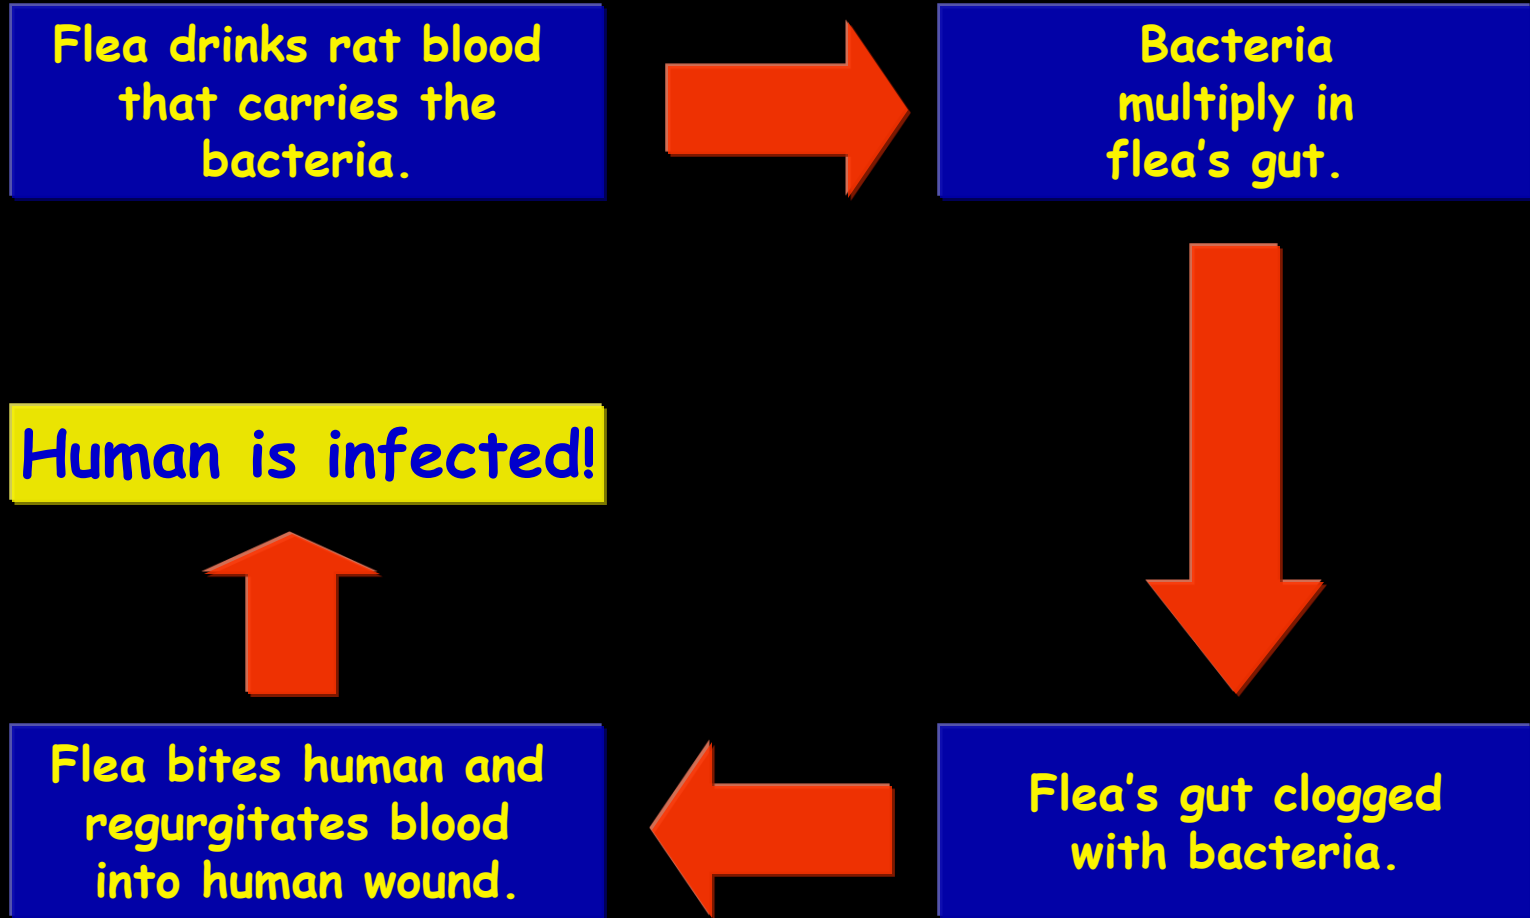 Flea drinks rat blood
that carries the
bacteria.
Bacteria
multiply in
flea's gut.
Flea's gut clogged
with bacteria.
Flea bites human and
regurgitates blood
into human wound.
Human is infected!